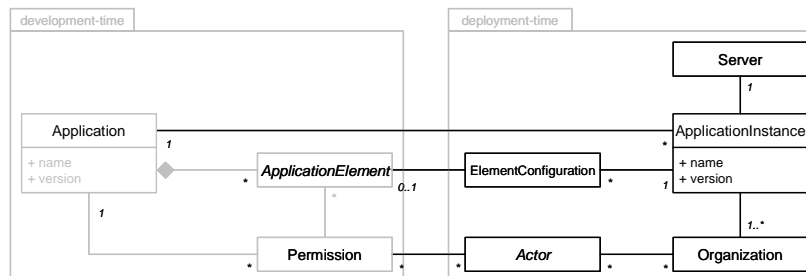 development-time
deployment-time
Server
1
Application
ApplicationInstance
1
*
+ name
+ version
ApplicationElement
*
0..1
ElementConfiguration
*
1
+ name
+ version
1
*
1..*
Permission
*
*
Actor
*
*
Organization
*